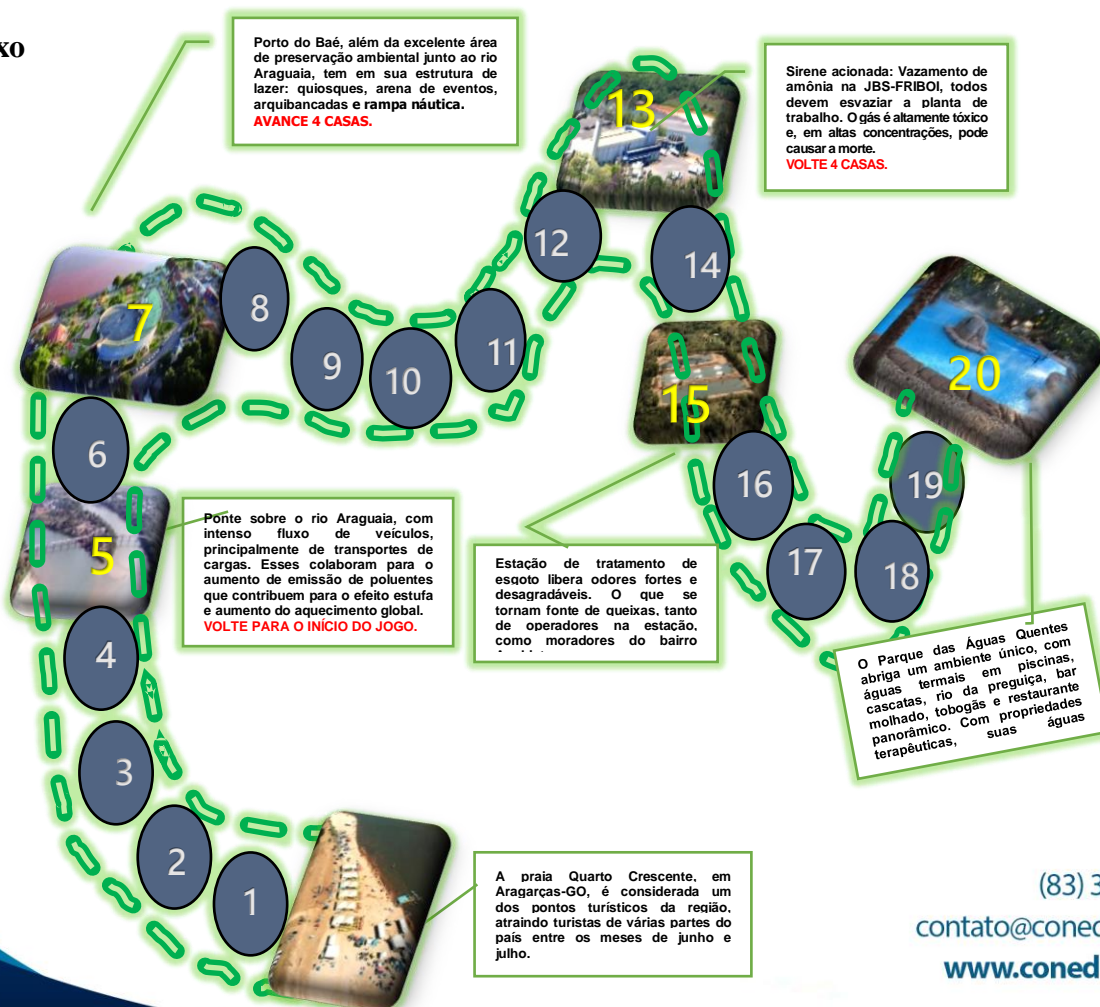 xo
Porto do Baé, além da excelente área
de preservação ambiental junto ao rio
Araguaia, tem em sua estrutura de
lazer: quiosques, arena de eventos,
arquibancadas e rampa náutica.
AVANCE 4 CASAS.
Sirene acionada: Vazamento de
amônia na JBS-FRIBOI, todos
devem esvaziar a planta de
trabalho. O gás é altamente tóxico
e, em altas concentrações, pode
causar a morte.
VOLTE 4 CASAS.
13
12
14
7
8
9
10
11
15
20
6
16
19
5
17
18
Ponte sobre o rio Araguaia, com
intenso fluxo de veículos,
principalmente de transportes de
cargas. Esses colaboram para o
aumento de emissão de poluentes
que contribuem para o efeito estufa
e aumento do aquecimento global.
VOLTE PARA O INÍCIO DO JOGO.
Estação de tratamento de
esgoto libera odores fortes e
desagradáveis. O que se
tornam fonte de queixas, tanto
de operadores na estação,
como moradores do bairro
O Parque das Águas Quentes
abriga um ambiente único, com
águas termais em piscinas,
cascatas, rio da preguiça, bar
molhado, tobogãs e restaurante
panorâmico. Com propriedades
terapêuticas, suas águas
4
3
2
1
A praia Quarto Crescente, em
Aragarças-GO, é considerada um
dos pontos turísticos da região,
atraindo turistas de várias partes do
país entre os meses de junho e
julho.
(83) 3
contato@coned
www.coned